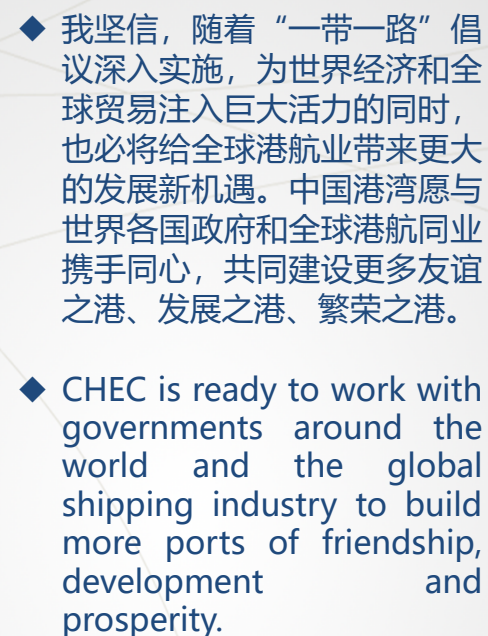 ◆ 我坚信，随着“一带一路”倡
议深入实施，为世界经济和全
球贸易注入巨大活力的同时，
也必将给全球港航业带来更大
的发展新机遇。中国港湾愿与
世界各国政府和全球港航同业
携手同心，共同建设更多友谊
之港、发展之港、繁荣之港。
◆ CHEC is ready to work with
governments around the
world and the global
shipping industry to build
more ports of friendship,
development and
prosperity.